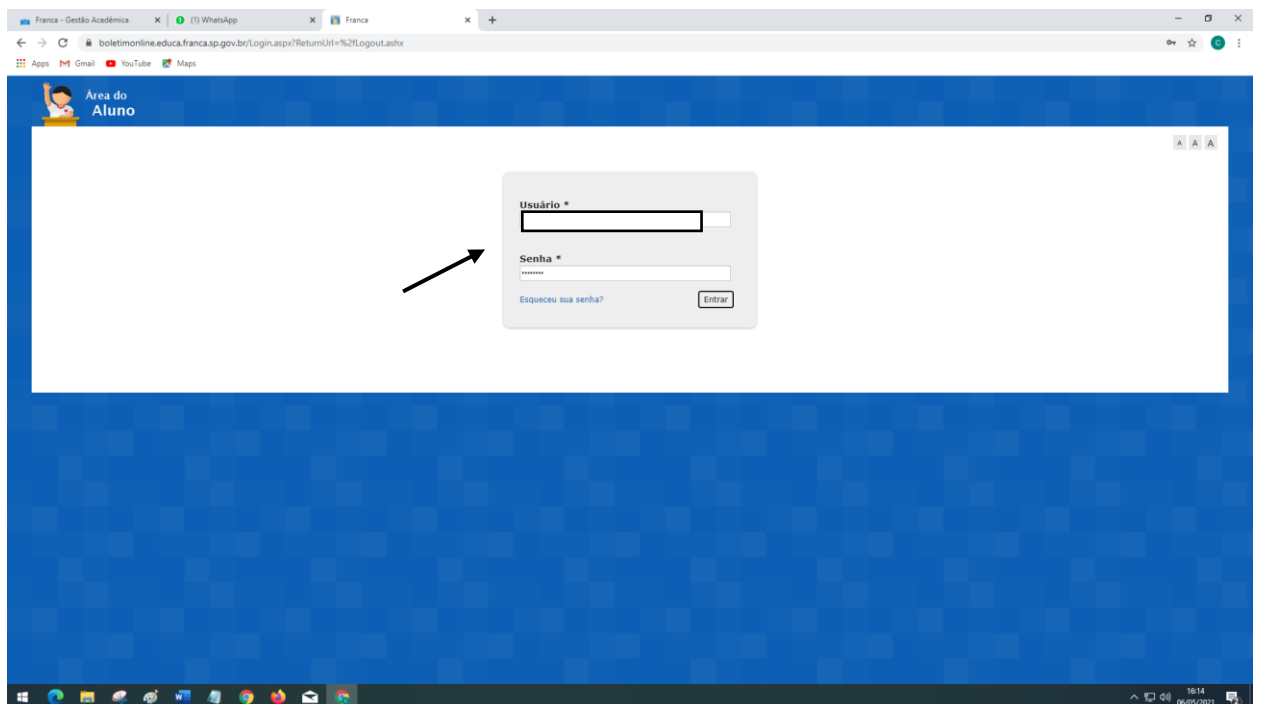 Franca - Gestão Acadêmica
(1) WhatsApp
Franca
boletimonline.educa.franca.sp.gov.br/Login.aspx?ReturnUrl=%2fLogout.ashx
C
Apps
Gmail
YouTube
Maps
Área do
Aluno
A A A
Usuário *
Senha *
********
Esqueceu sua senha?
Entrar
16:14
06/05/2021